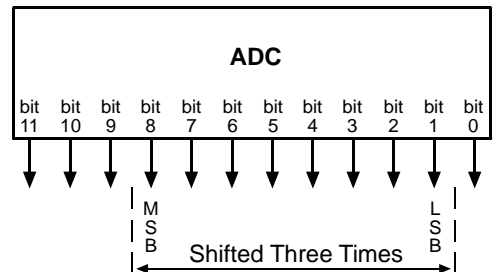 ADC
bit bit bit bit bit bit bit bit bit bit bit bit
11 10 9 8 7 6 5 4 3 2 1 0
M L
S S
B B
Shifted Three Times